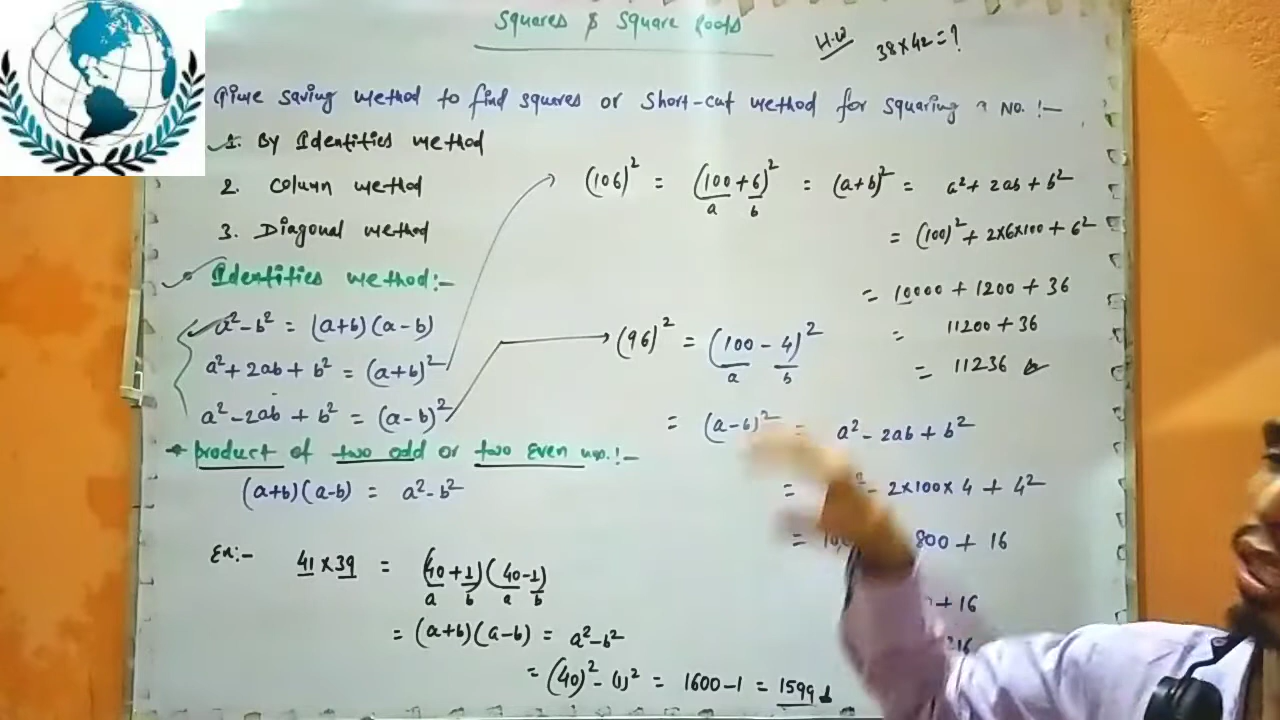 Squares & Square Roots
H.W 38×42=?
Time saving method to find squares or short-cut method for squaring a No. :-
1. By Identities method
2. Column method
3. Diagonal method
Identities method:-
a² - b² = (a+b) (a-b)
a² + 2ab + b² = (a+b)²
a² - 2ab + b² = (a-b)²
product of two odd or two Even no. :-
(a+b)(a-b) = a² - b²
Ex:- 41 × 39 = (40+1)(40-1)
a b a b
= (a+b)(a-b) = a² - b²
= (40)² - (1)² = 1600 - 1 = 1599
(106)² = (100+6)² = (a+b)² = a² + 2ab + b²
a b
= (100)² + 2×6×100 + 6²
= 10000 + 1200 + 36
= 11200 + 36
= 11236
(96)² = (100 - 4)²
a b
= (a-b)² = a² - 2ab + b²
= ² - 2×100×4 + 4²
= 800 + 16
+ 16
16